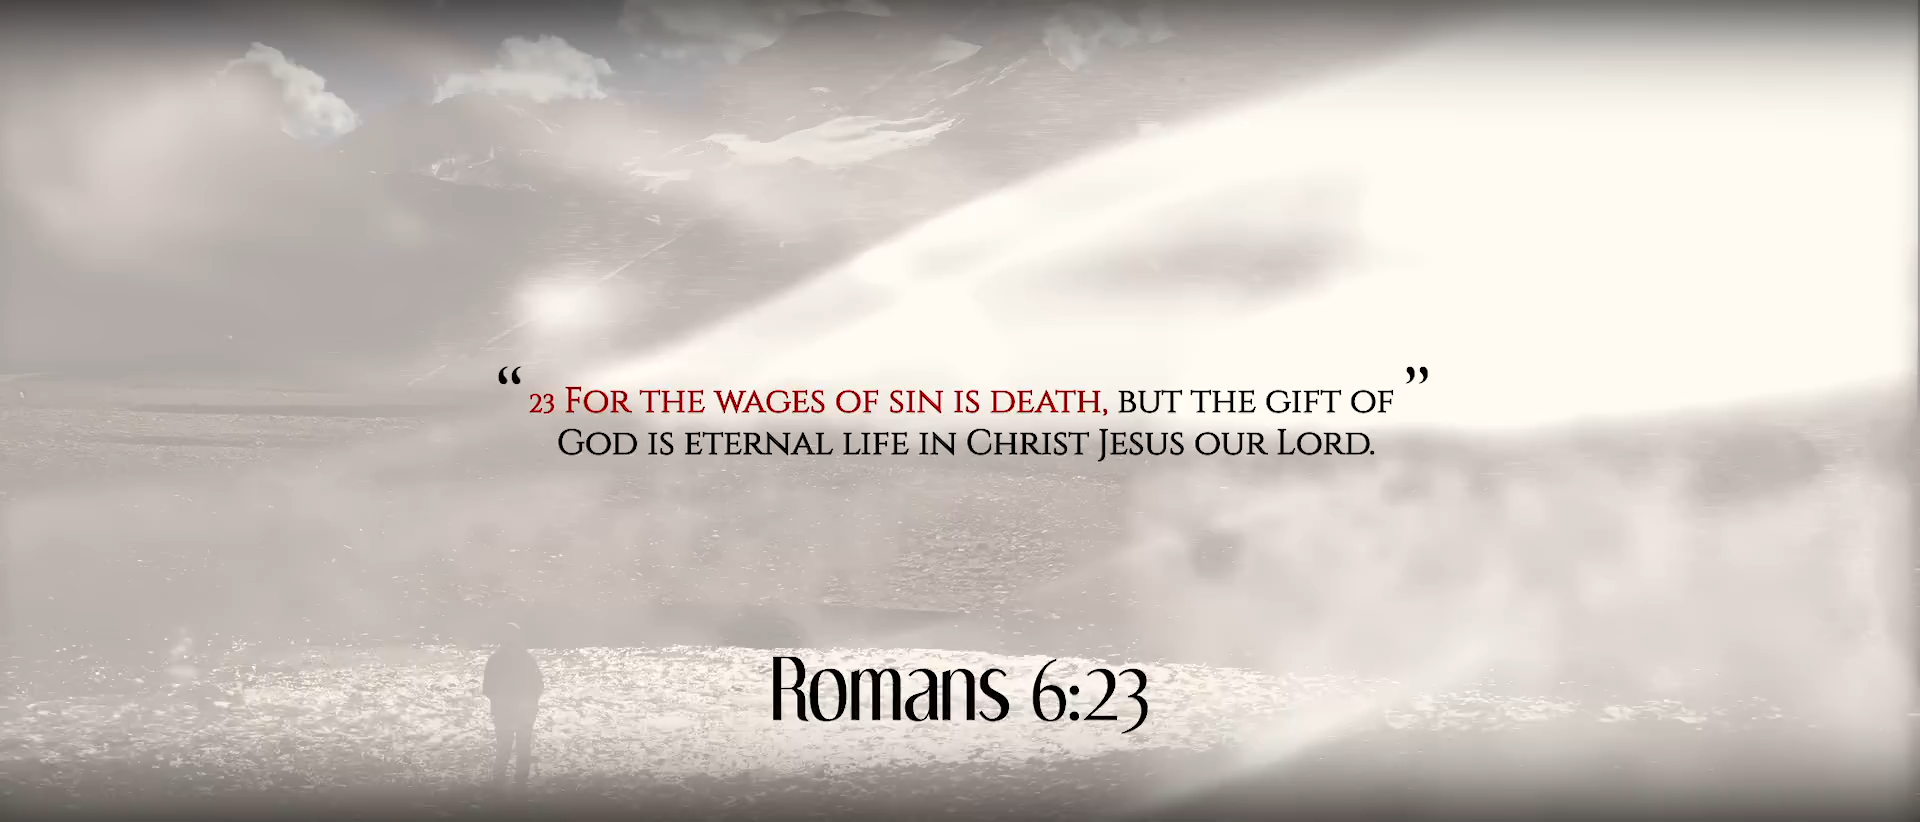 “ 23 For the wages of sin is death, but the gift of ”
God is eternal life in Christ Jesus our Lord.
Romans 6:23